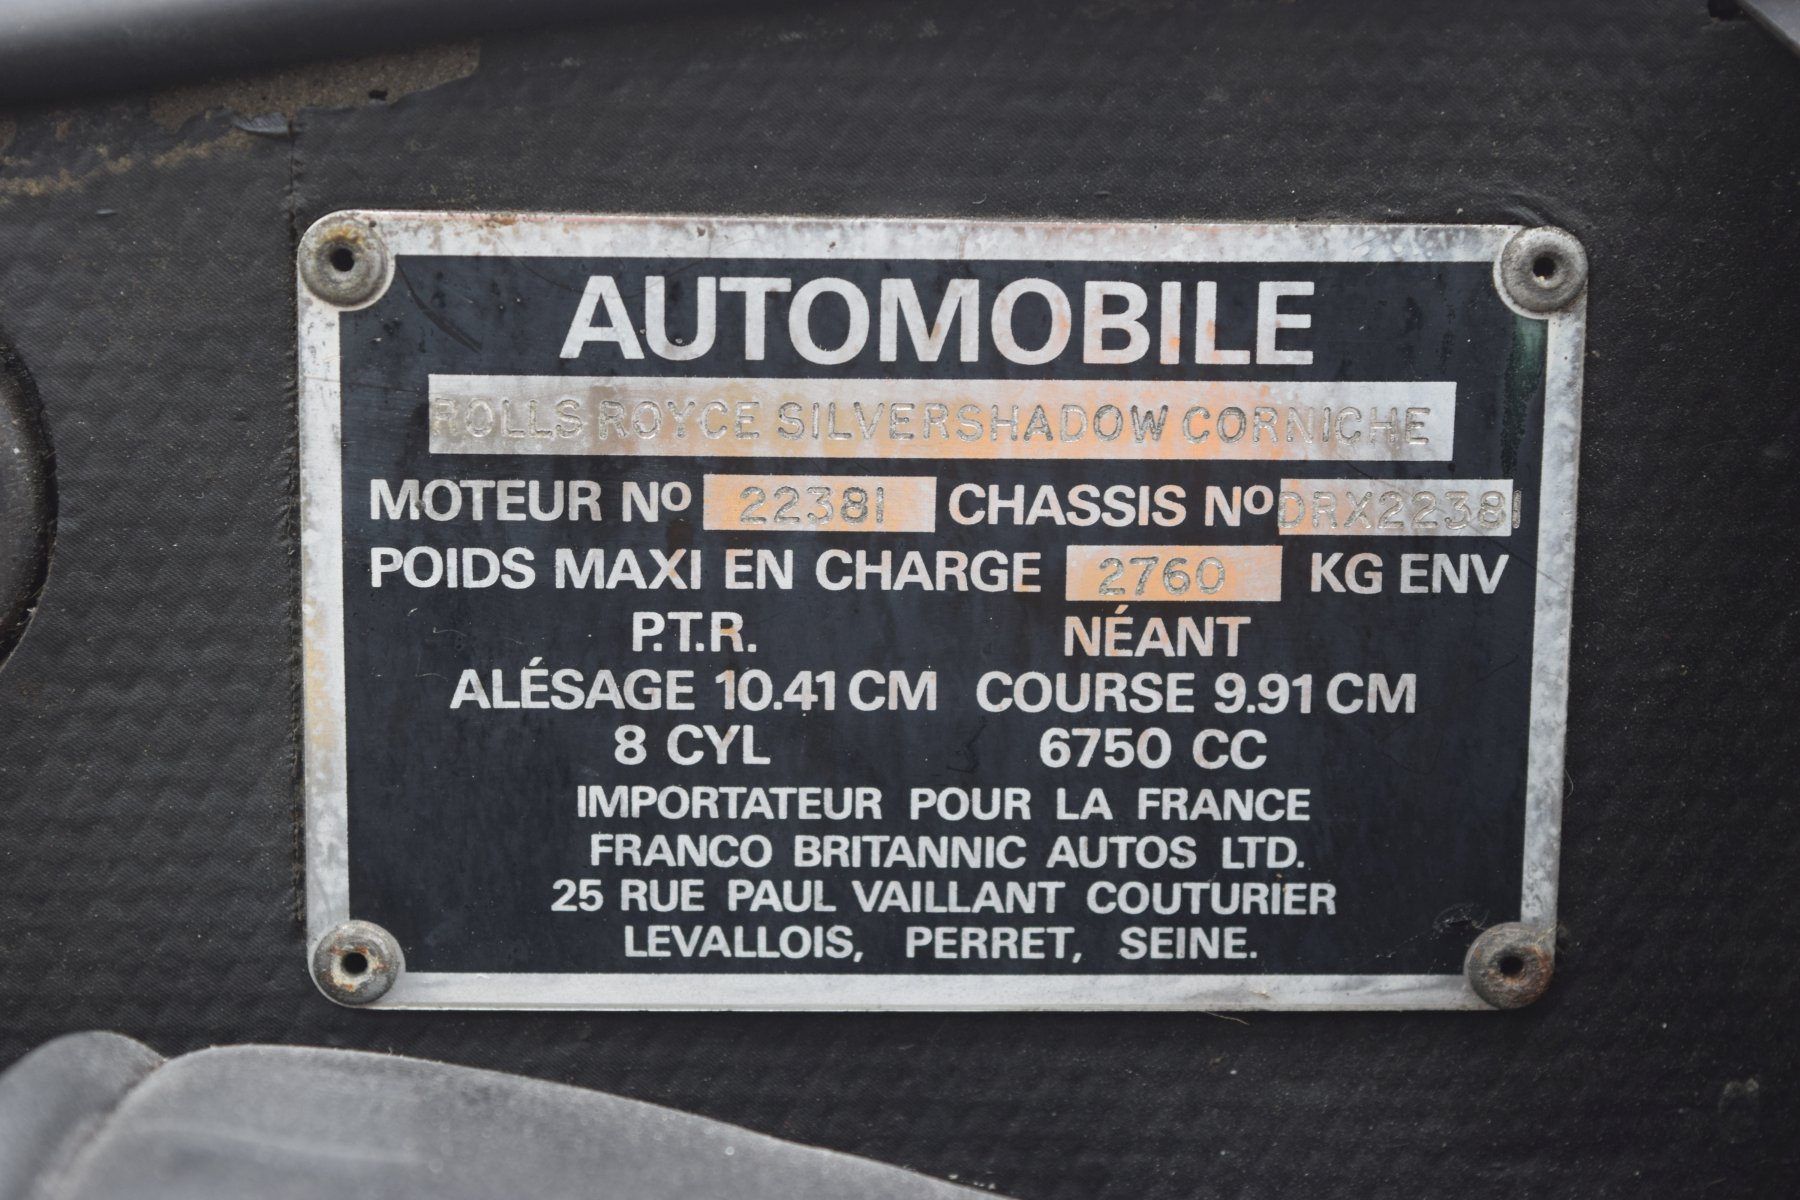 AUTOMOBILE
ROLLS ROYCE SILVERSHADOW CORNICHE
MOTEUR Nº 22381 CHASSIS Nº DRX22381
POIDS MAXI EN CHARGE 2760 KG ENV
P.T.R. NÉANT
ALÉSAGE 10.41 CM COURSE 9.91 CM
8 CYL 6750 CC
IMPORTATEUR POUR LA FRANCE
FRANCO BRITANNIC AUTOS LTD.
25 RUE PAUL VAILLANT COUTURIER
LEVALLOIS, PERRET, SEINE.